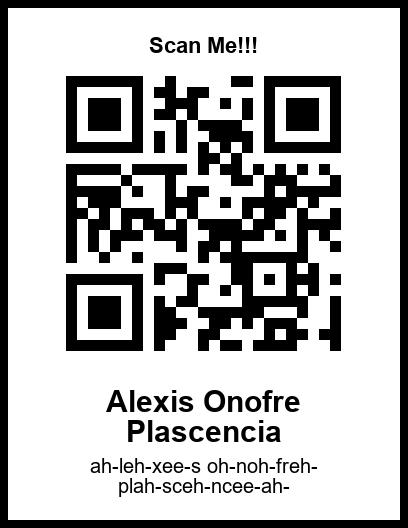 Scan Me!!!
Alexis Onofre
Plascencia
ah-leh-xee-s oh-noh-freh-
plah-sceh-ncee-ah-